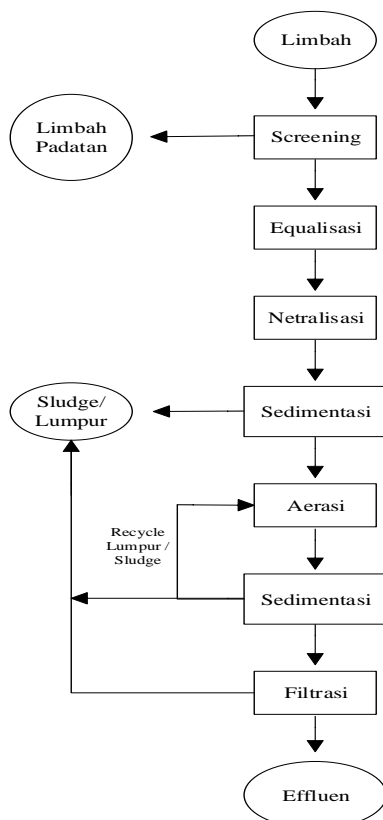 Limbah
Limbah
Padatan
Screening
Equalisasi
Netralisasi
Sludge/
Lumpur
Sedimentasi
Aerasi
Recycle
Lumpur /
Sludge
Sedimentasi
Filtrasi
Effluen